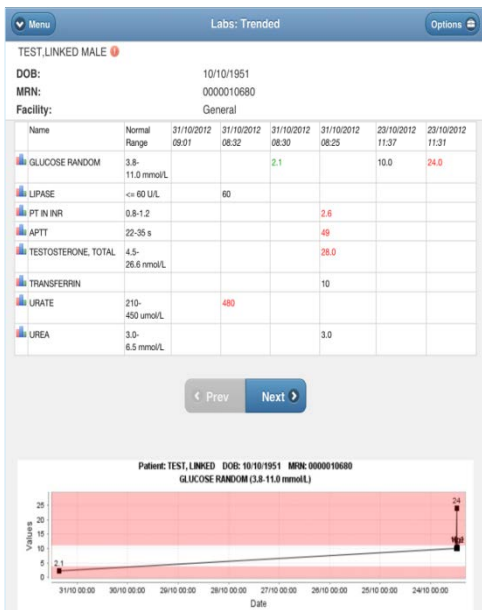 Menu
Labs: Trended
Options
TEST,LINKED MALE
DOB: 10/10/1951
MRN: 0000010680
Facility: General
Name Normal Range 31/10/2012 09:01 31/10/2012 08:32 31/10/2012 08:30 31/10/2012 08:25 23/10/2012 11:37 23/10/2012 11:31
GLUCOSE RANDOM 3.8-11.0 mmol/L 2.1 10.0 24.0
LIPASE <= 60 U/L 60
PT IN INR 0.8-1.2 2.6
APTT 22-35 s 49
TESTOSTERONE, TOTAL 4.5-26.6 nmol/L 28.0
TRANSFERRIN 10
URATE 210-450 umol/L 480
UREA 3.0-6.5 mmol/L 3.0
Prev
Next
Patient: TEST, LINKED DOB: 10/10/1951 MRN: 0000010680
GLUCOSE RANDOM (3.8-11.0 mmol/L)
Values
25
20
15
10
5
0
2.1
24
31/10 00:00 30/10 00:00 29/10 00:00 28/10 00:00 27/10 00:00 26/10 00:00 25/10 00:00 24/10 00:00
Date